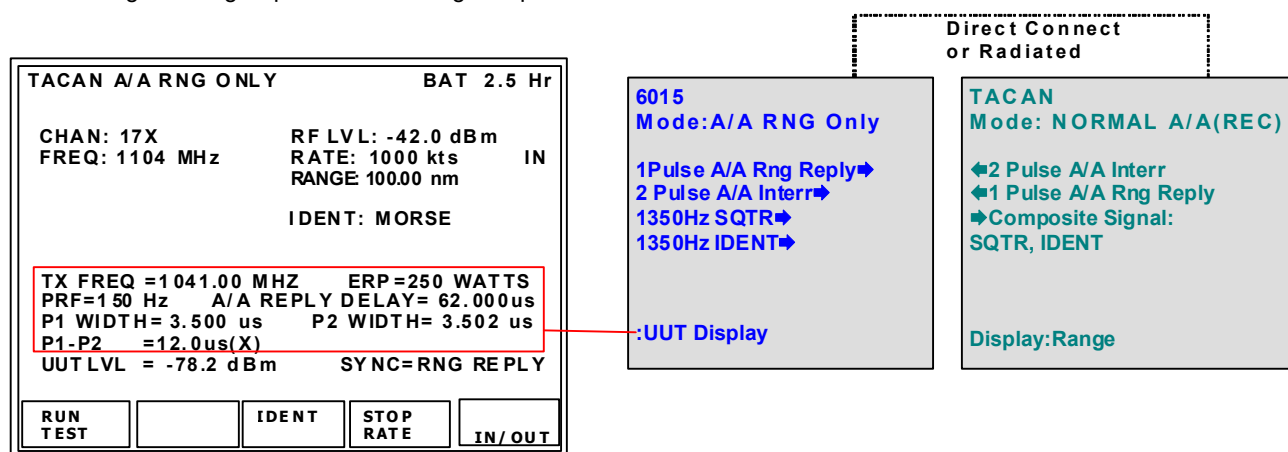 Direct Connect
or Radiated
TACAN A/A RNG ONLY BAT 2.5 Hr
CHAN: 17X RF LVL: -42.0 dBm
FREQ: 1104 MHz RATE: 1000 kts IN
RANGE: 100.00 nm
IDENT: MORSE
TX FREQ =1041.00 MHZ ERP=250 WATTS
PRF=150 Hz A/A REPLY DELAY= 62.000us
P1 WIDTH= 3.500 us P2 WIDTH= 3.502 us
P1-P2 =12.0us(X)
UUT LVL = -78.2 dBm SYNC=RNG REPLY
RUN TEST
IDENT
STOP RATE
IN/OUT
6015
Mode:A/A RNG Only
1Pulse A/A Rng Reply➡
2 Pulse A/A Interr➡
1350Hz SQTR➡
1350Hz IDENT➡
:UUT Display
TACAN
Mode: NORMAL A/A(REC)
⬅2 Pulse A/A Interr
⬅1 Pulse A/A Rng Reply
➡Composite Signal:
SQTR, IDENT
Display:Range